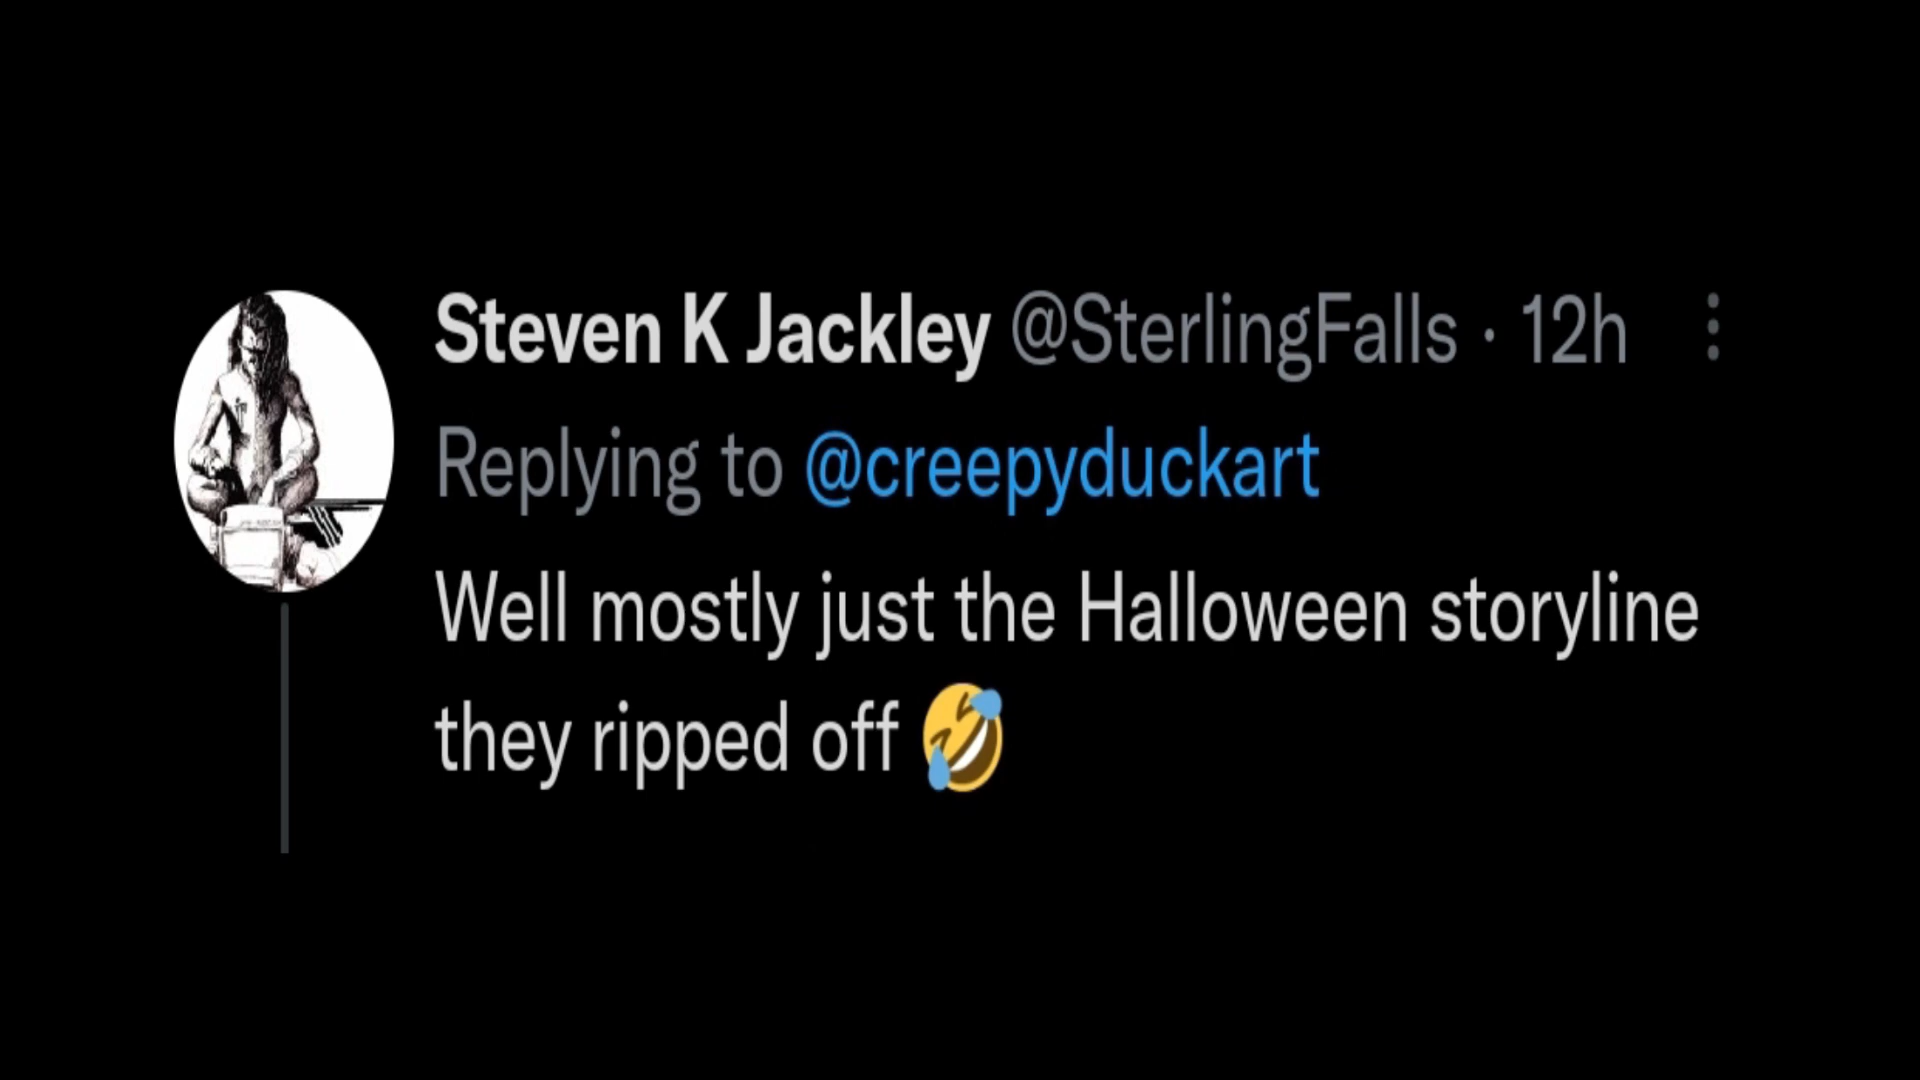 Steven K Jackley @SterlingFalls · 12h
Replying to @creepyduckart
Well mostly just the Halloween storyline
they ripped off 🤣